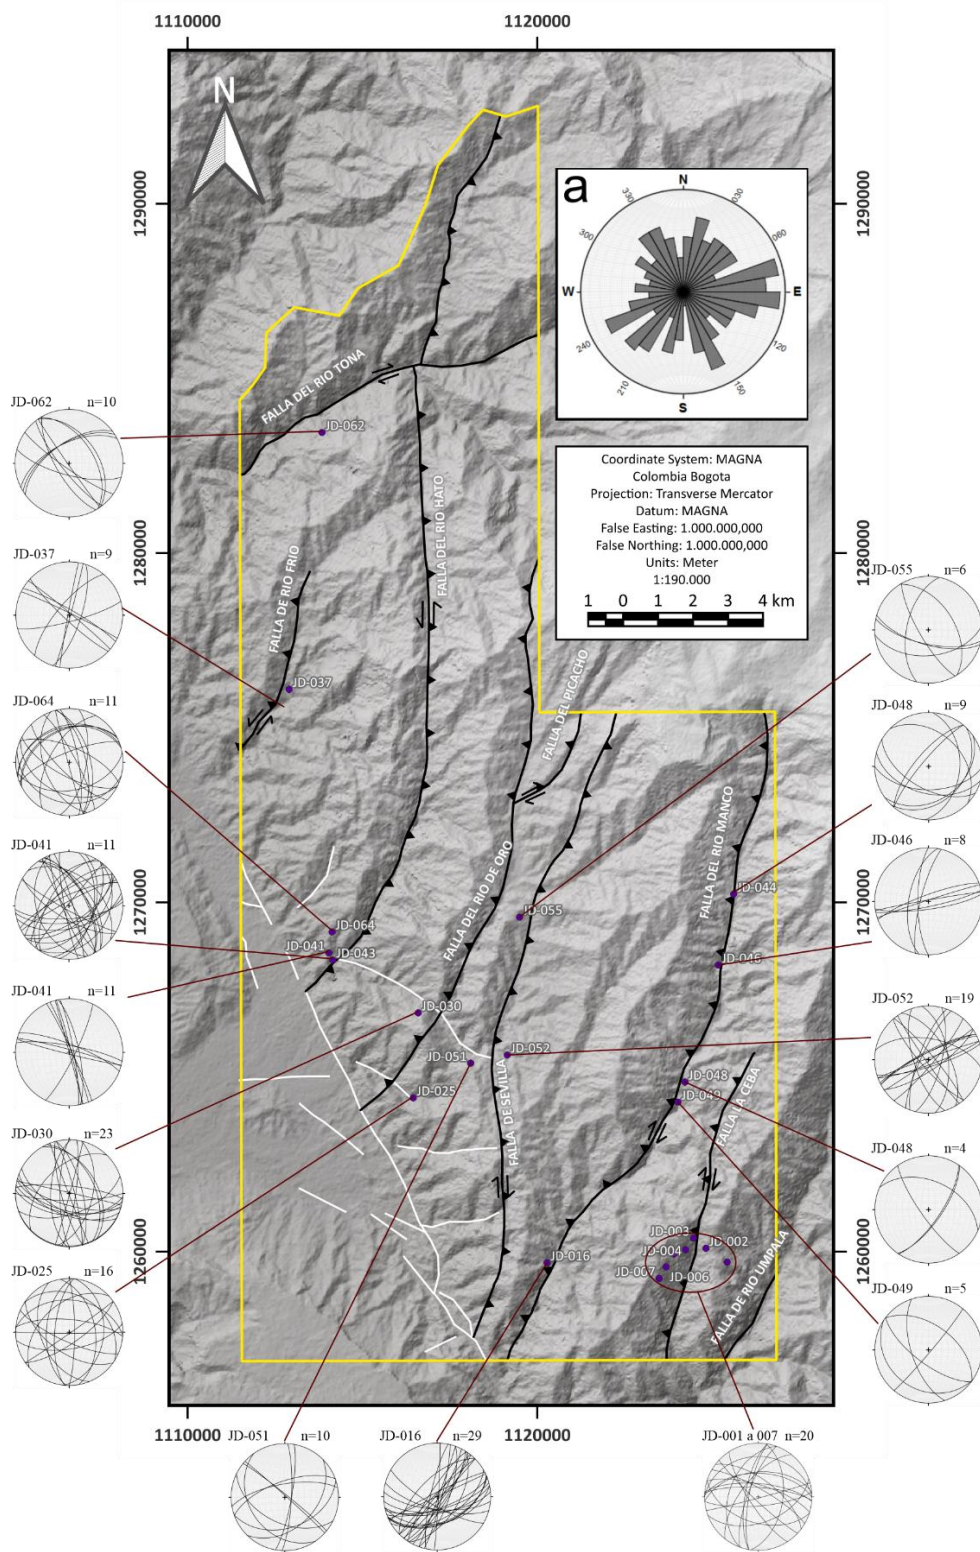 1110000
1120000
N
1290000
1290000
a
N
030
060
E
120
150
S
210
240
W
300
330
FALLA DEL RIO TONA
JD-062 n=10
JD-062
Coordinate System: MAGNA
Colombia Bogota
Projection: Transverse Mercator
Datum: MAGNA
False Easting: 1.000.000,000
False Northing: 1.000.000,000
Units: Meter
1:190.000
1 0 1 2 3 4 km
FALLA DEL RIO HATO
1280000
1280000
JD-037 n=9
FALLA DE RIO FRIO
JD-055 n=6
JD-037
FALLA DEL PICACHO
JD-064 n=11
JD-048 n=9
FALLA DEL RIO MANCO
JD-041 n=11
JD-046 n=8
FALLA DEL RIO DE ORO
JD-044
1270000
1270000
JD-055
JD-064
JD-041
JD-043
JD-046
JD-041 n=11
JD-030
JD-052 n=19
JD-051
JD-052
JD-025
JD-048
JD-049
FALLA LA CEBA
FALLA DE SEVILLA
JD-030 n=23
JD-048 n=4
JD-003
JD-002
JD-004
JD-016
JD-007
JD-006
1260000
1260000
FALLA DE RIO UMPALA
JD-025 n=16
JD-049 n=5
1110000
1120000
JD-051 n=10
JD-016 n=29
JD-001 a 007 n=20